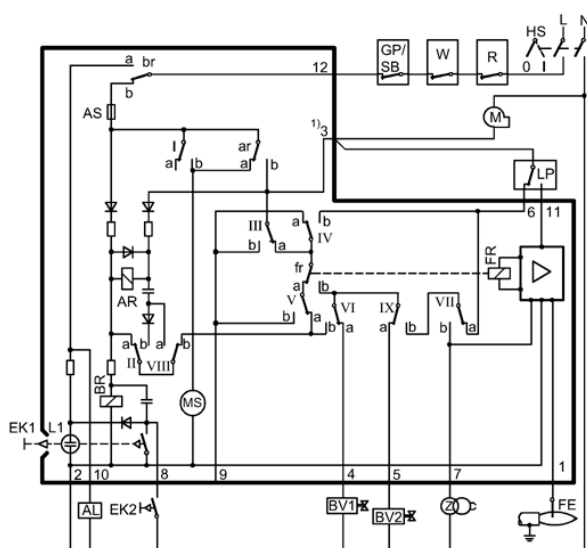 HS L N
GP/ SB W R
0 I
a br
12
b
AS
M
1) 3
I ar
a b a b
LP
6 11
III b
b a a IV
fr
FR
AR
a b
V VI IX VII
b a b a a b b a
a b a b
II VIII
BR
MS
EK1 L1
2 10 8 9 4 5 7 1
AL EK2 BV1 BV2 Z FE